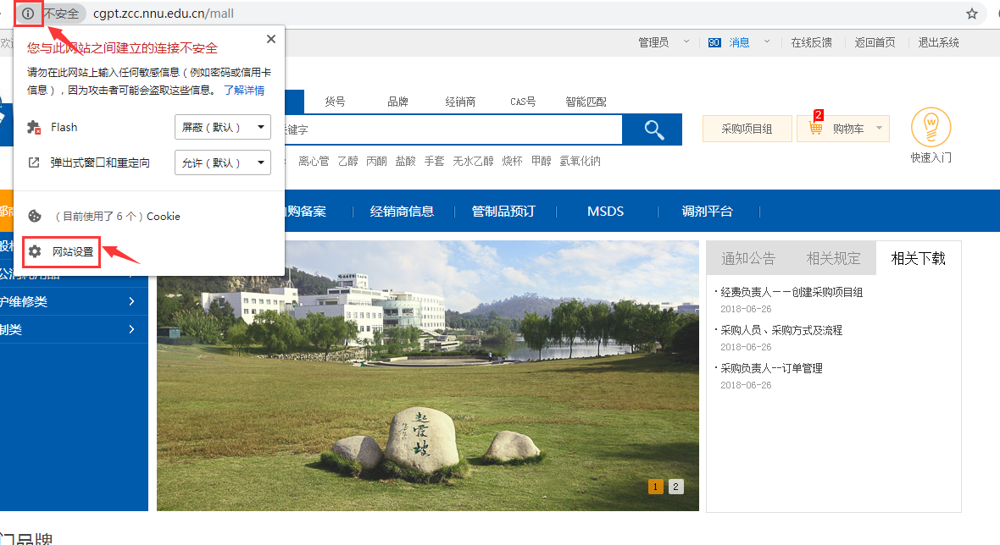 不安全 cgpt.zcc.nnu.edu.cn/mall
管理员 90 消息 在线反馈 返回首页 退出系统
您与此网站之间建立的连接不安全
请勿在此网站上输入任何敏感信息（例如密码或信用卡
信息），因为攻击者可能会盗取这些信息。 了解详情
Flash 屏蔽（默认）
弹出式窗口和重定向 允许（默认）
（目前使用了 6 个）Cookie
网站设置
货号 品牌 经销商 CAS号 智能匹配
键字
采购项目组
2
购物车
W
快速入门
离心管 乙醇 丙酮 盐酸 手套 无水乙醇 烧杯 甲醇 氢氧化钠
购备案 经销商信息 管制品预订 MSDS 调剂平台
护维修类
制类
通知公告 相关规定 相关下载
·经费负责人－－创建采购项目组
2018-06-26
·采购人员、采购方式及流程
2018-06-26
·采购负责人--订单管理
2018-06-26
起霞坡
1 2
门品牌